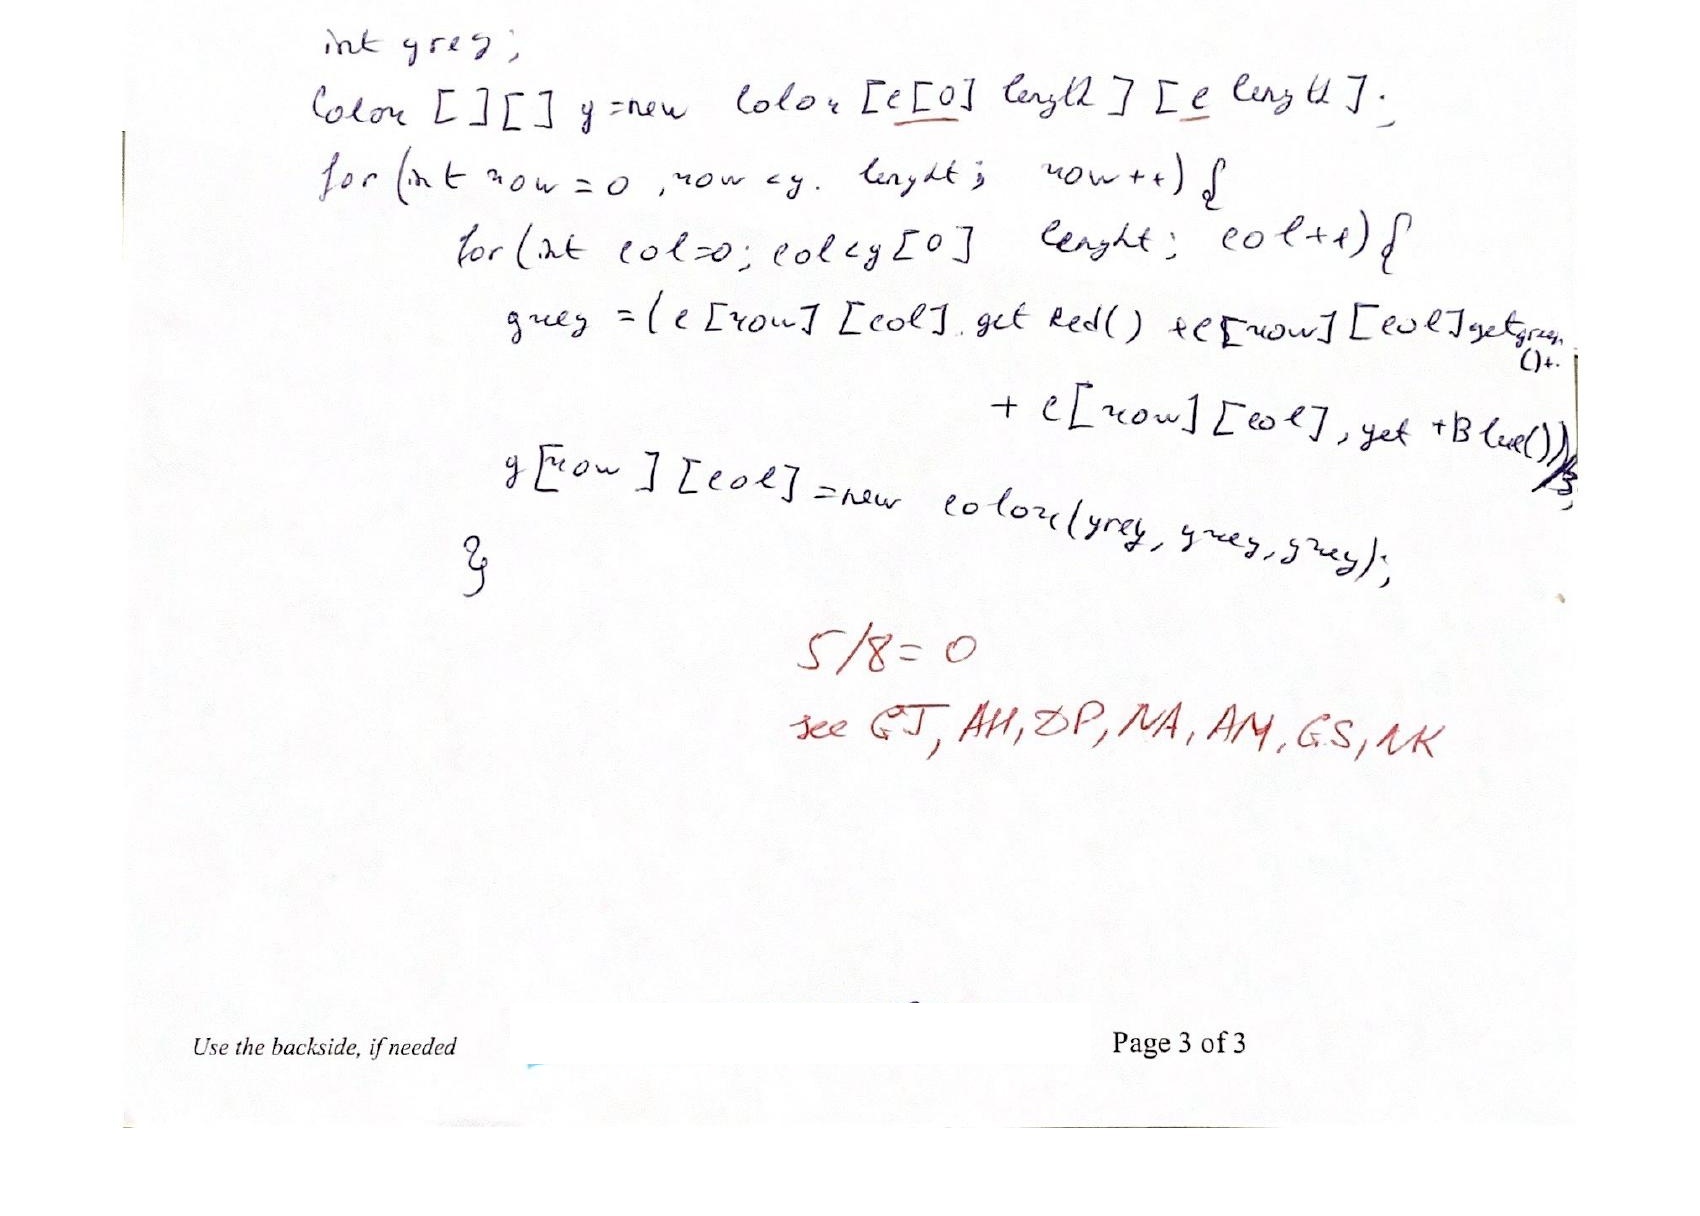 int grey;
Color [][] g = new Color [c[0] length] [c length];
for (int row = 0, row < g. lenght; row ++) {
for (int col = 0; col < g [0] lenght; col++) {
grey = (c [row] [col]. get Red() + c[row] [col] getgreen
()+.
+ c[row] [col], get +Blue())/3;
g [row] [col] = new color(grey, grey, grey);
}
5/8 = 0
see GJ, AH, DP, NA, AM, GS, NK
Use the backside, if needed
Page 3 of 3